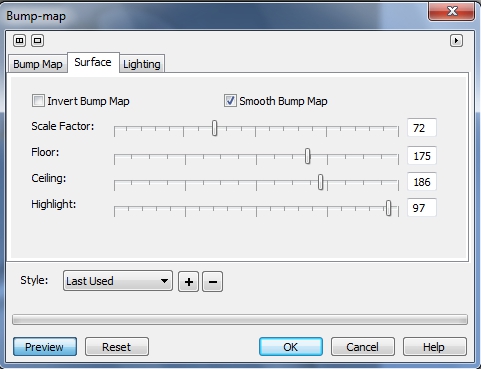 Bump-map
Bump Map Surface Lighting
Invert Bump Map Smooth Bump Map
Scale Factor: 72
Floor: 175
Ceiling: 186
Highlight: 97
Style: Last Used
Preview Reset OK Cancel Help